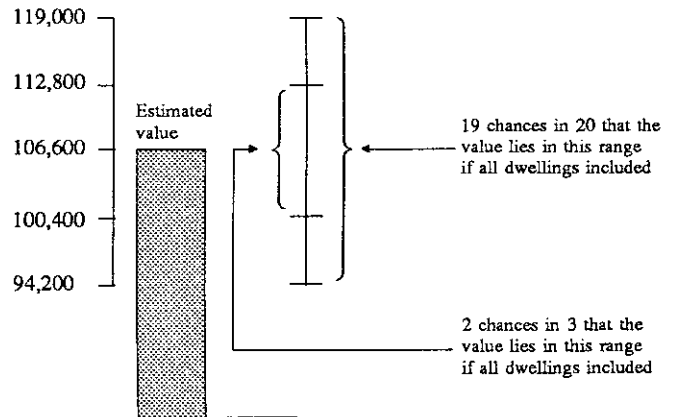 119,000
112,800
Estimated
value
106,600
100,400
94,200
19 chances in 20 that the
value lies in this range
if all dwellings included
2 chances in 3 that the
value lies in this range
if all dwellings included